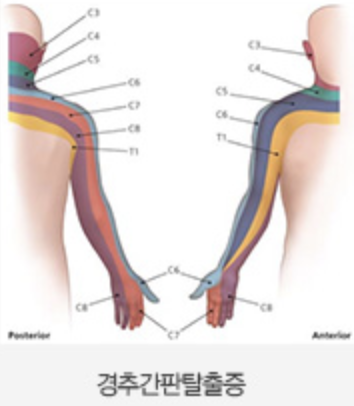 C3
C4
C5
C6
C7
C8
T1
C3
C4
C5
C6
T1
C6
C8
C7
C8
Posterior
Anterior
경추간판탈출증